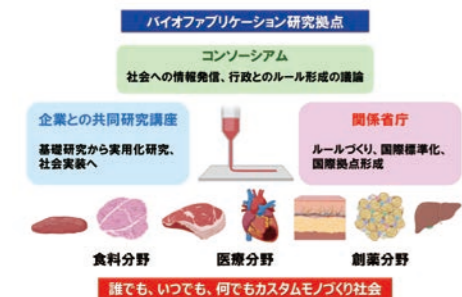 バイオファブリケーション研究拠点
コンソーシアム
社会への情報発信、行政とのルール形成の議論
企業との共同研究講座
基礎研究から実用化研究、
社会実装へ
関係省庁
ルールづくり、国際標準化、
国際拠点形成
食料分野
医療分野
創薬分野
誰でも、いつでも、何でもカスタムモノづくり社会